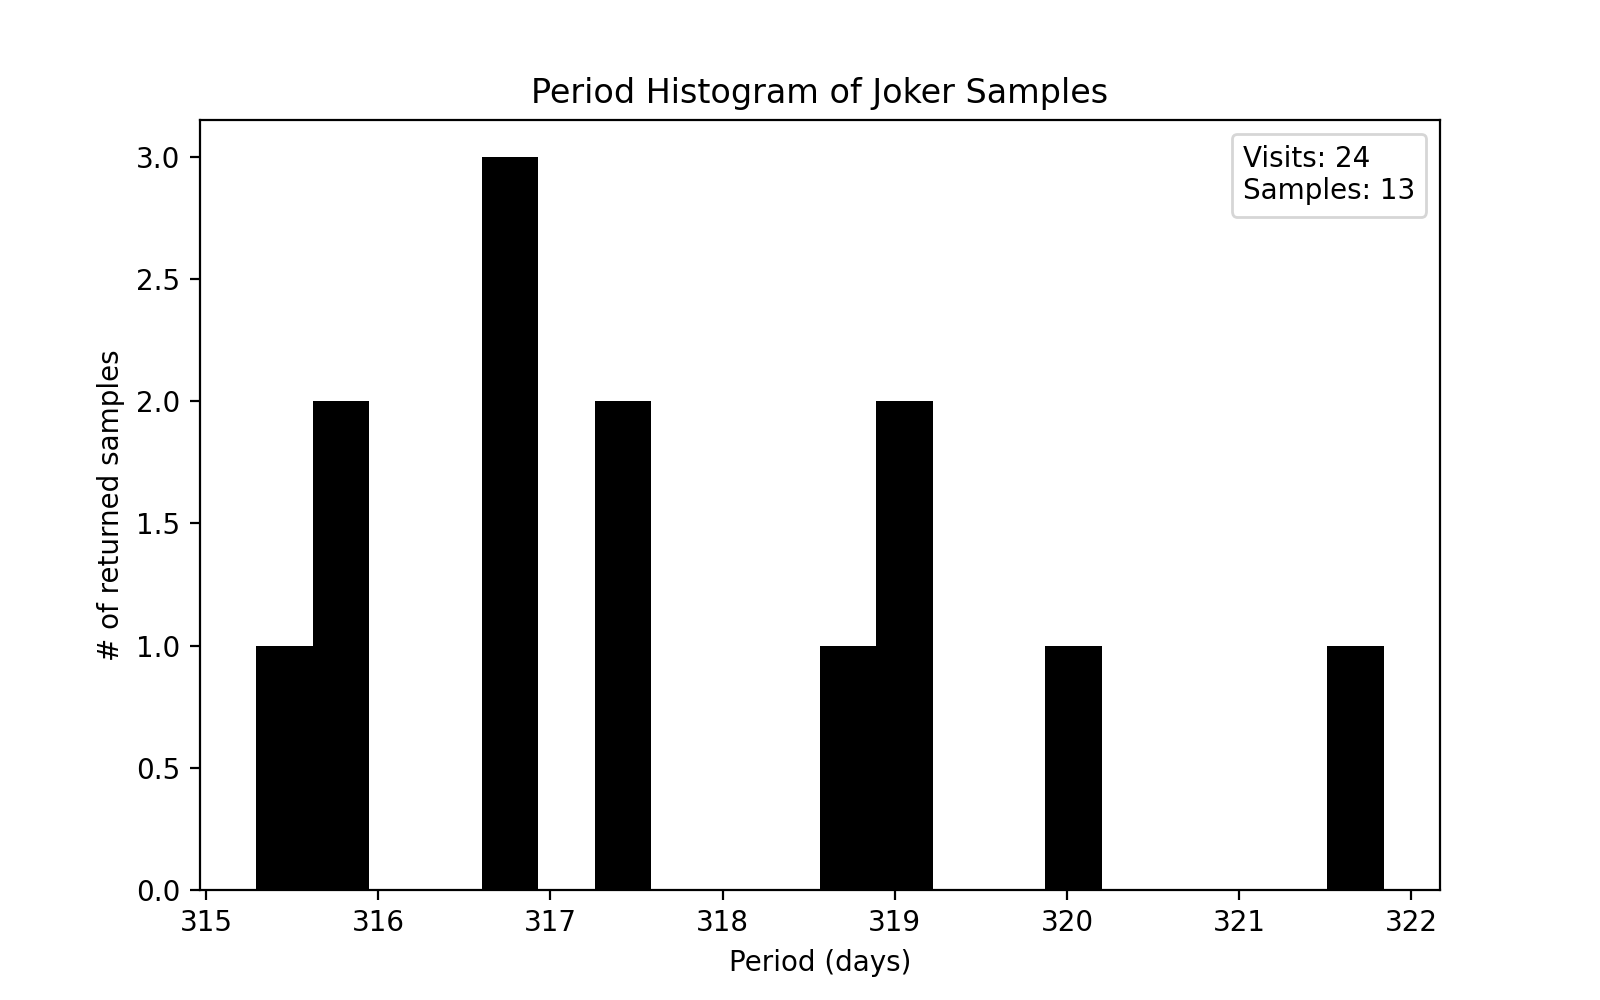 Period Histogram of Joker Samples
Visits: 24
Samples: 13
# of returned samples
3.0
2.5
2.0
1.5
1.0
0.5
0.0
315 316 317 318 319 320 321 322
Period (days)